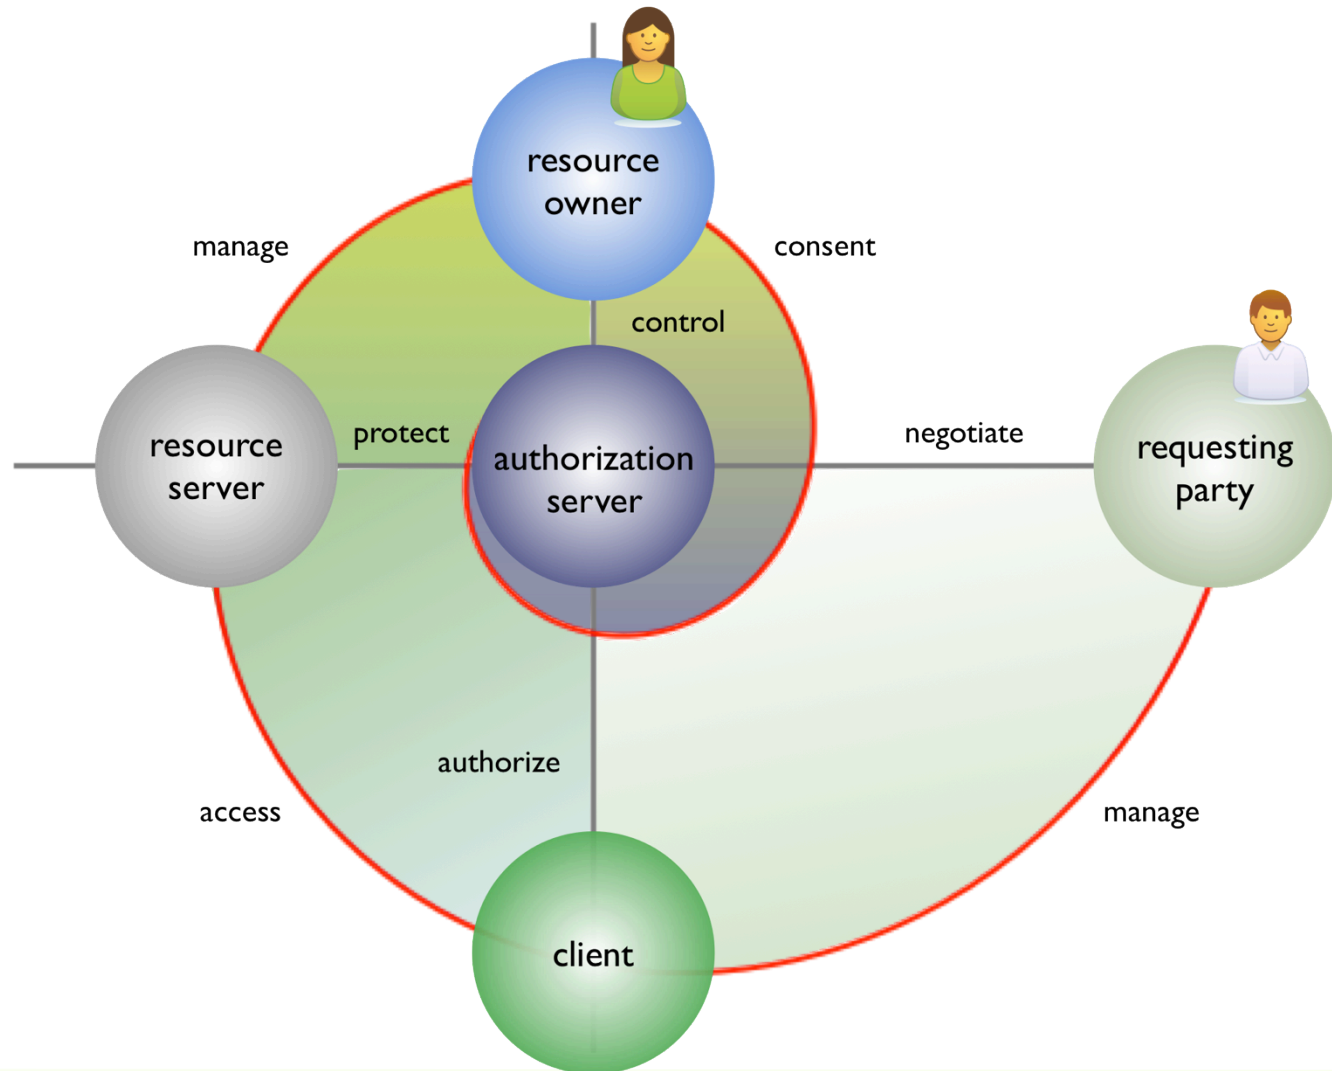 resource
owner
manage
consent
control
resource
server
protect
authorization
server
negotiate
requesting
party
authorize
access
manage
client